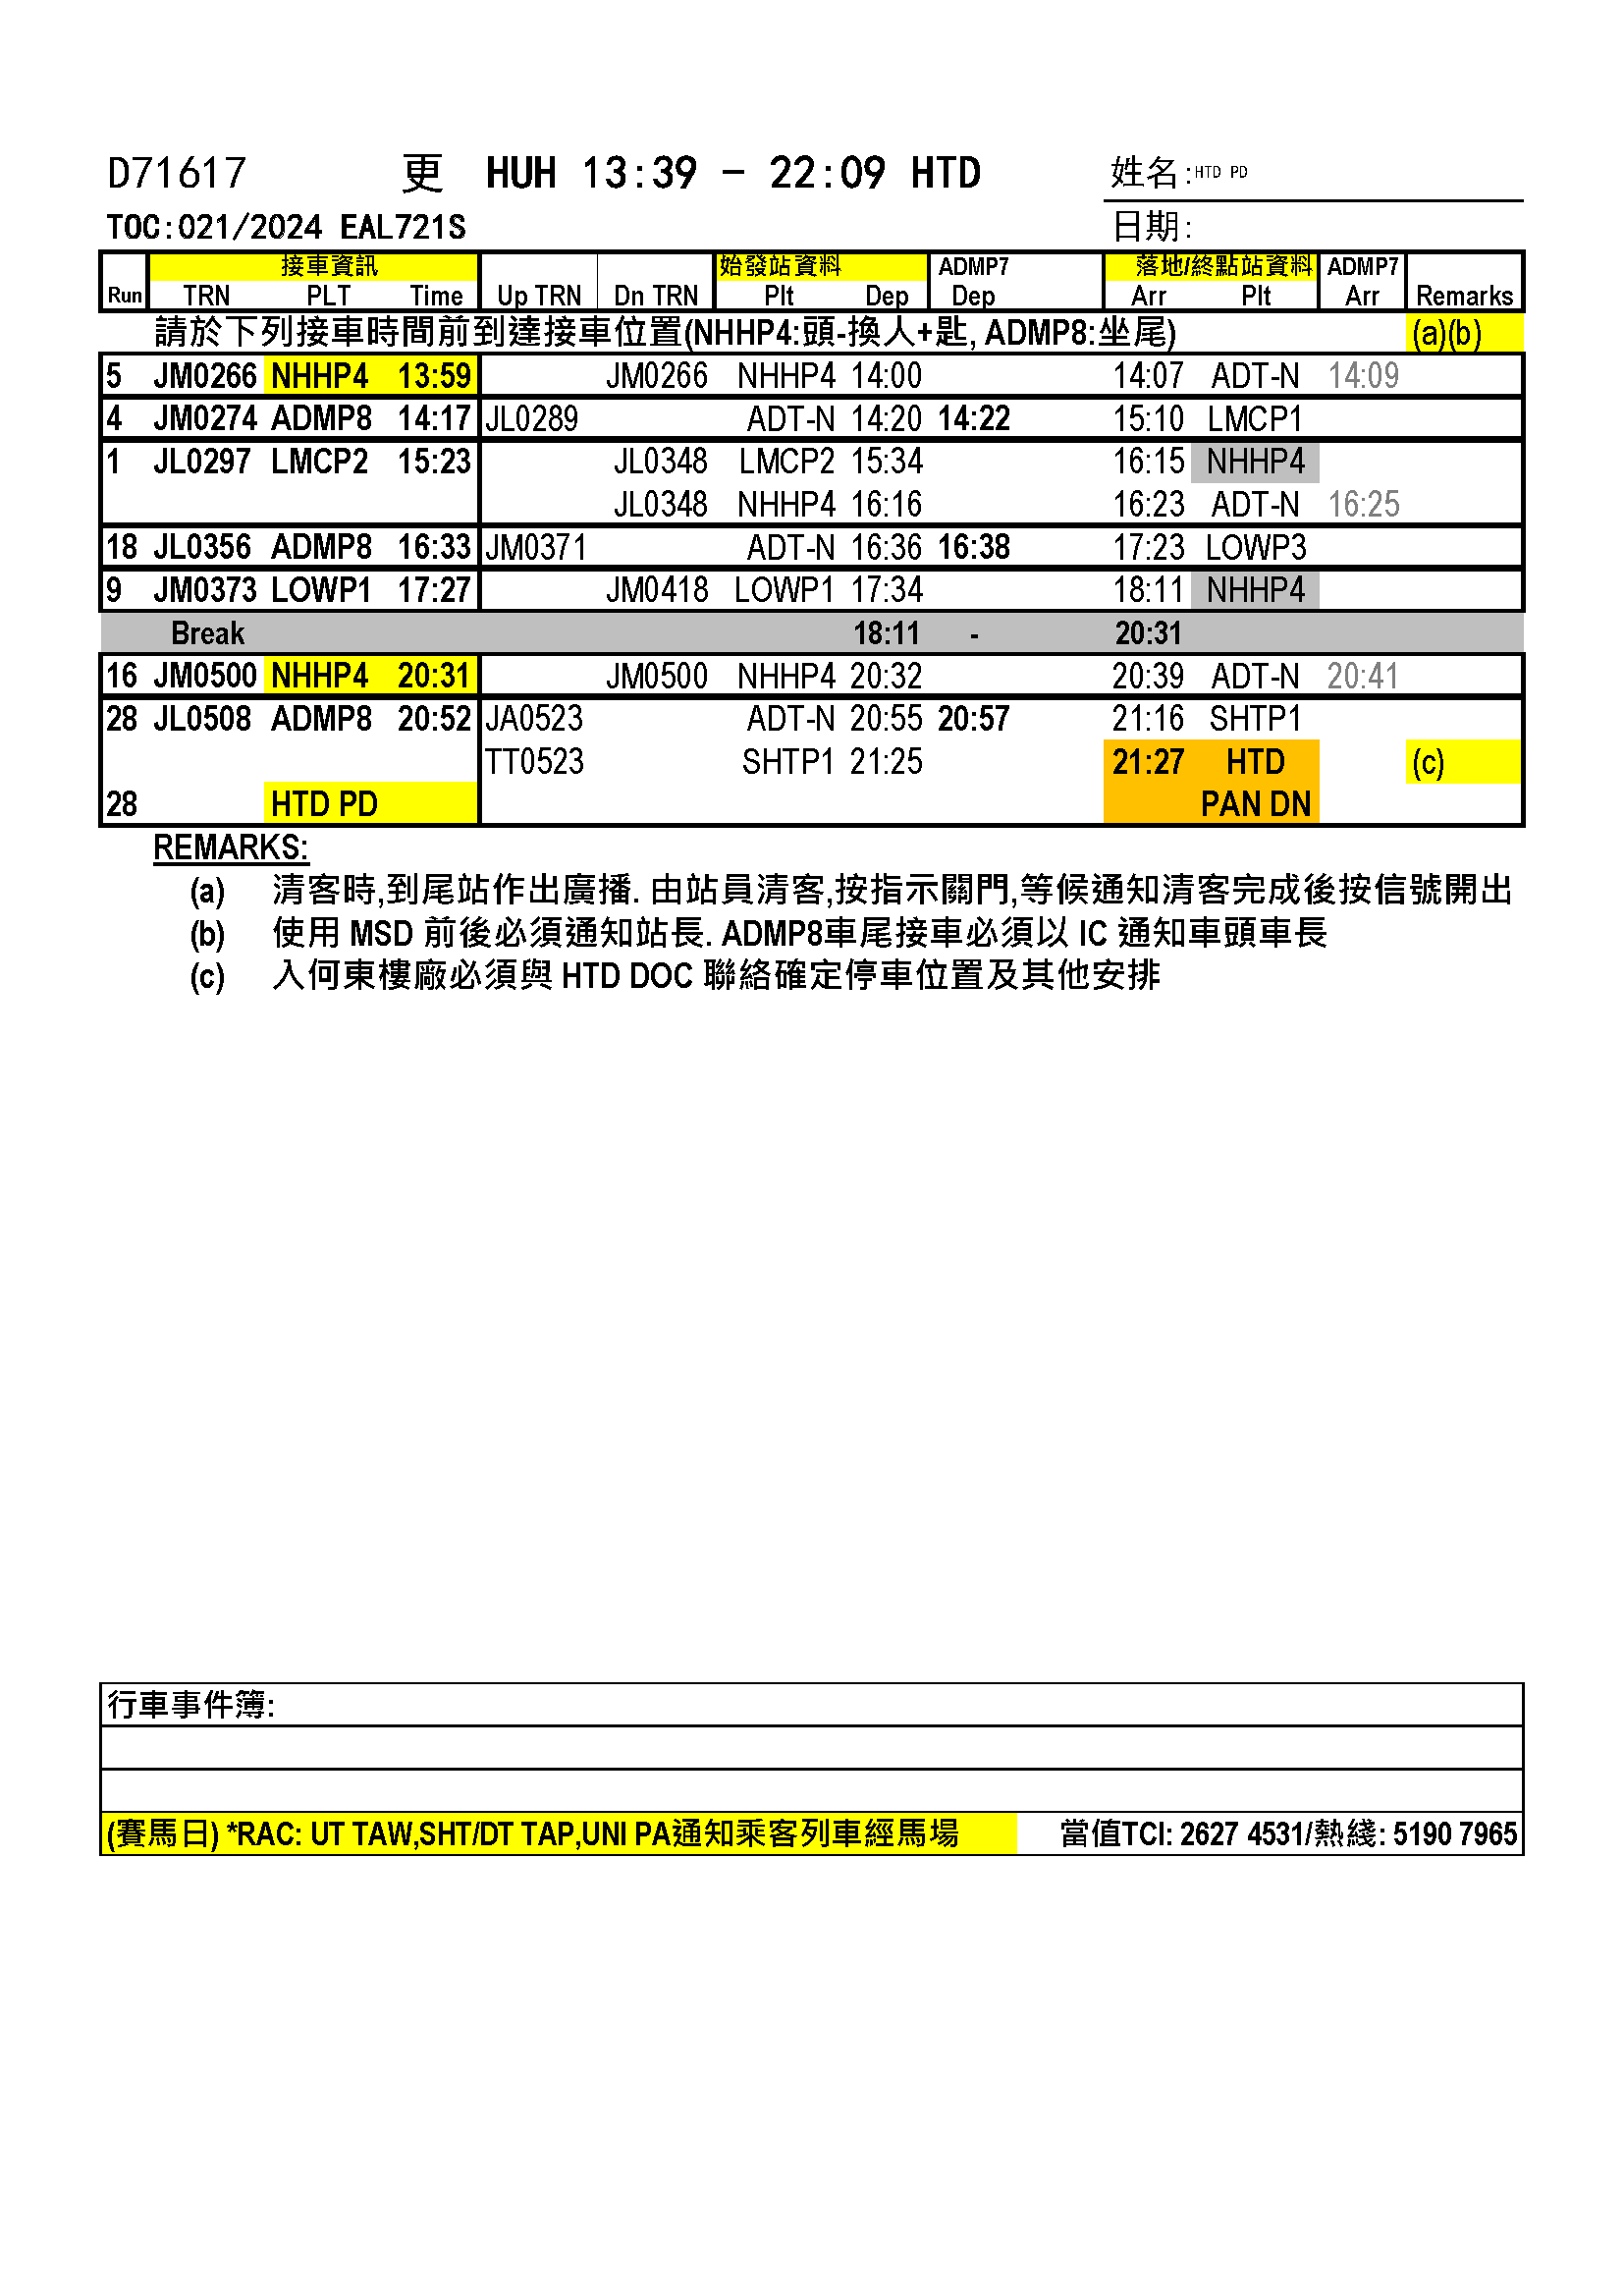 D71617 更 HUH 13:39 - 22:09 HTD 姓名:HTD PD
TOC:021/2024 EAL721S 日期:
接車資訊 始發站資料 ADMP7 落地/終點站資料 ADMP7
Run TRN PLT Time Up TRN Dn TRN Plt Dep Dep Arr Plt Arr Remarks
請於下列接車時間前到達接車位置(NHHP4:頭-換人+匙, ADMP8:坐尾) (a)(b)
5 JM0266 NHHP4 13:59 JM0266 NHHP4 14:00 14:07 ADT-N 14:09
4 JM0274 ADMP8 14:17 JL0289 ADT-N 14:20 14:22 15:10 LMCP1
1 JL0297 LMCP2 15:23 JL0348 LMCP2 15:34 16:15 NHHP4
JL0348 NHHP4 16:16 16:23 ADT-N 16:25
18 JL0356 ADMP8 16:33 JM0371 ADT-N 16:36 16:38 17:23 LOWP3
9 JM0373 LOWP1 17:27 JM0418 LOWP1 17:34 18:11 NHHP4
Break 18:11 - 20:31
16 JM0500 NHHP4 20:31 JM0500 NHHP4 20:32 20:39 ADT-N 20:41
28 JL0508 ADMP8 20:52 JA0523 ADT-N 20:55 20:57 21:16 SHTP1
TT0523 SHTP1 21:25 21:27 HTD (c)
28 HTD PD PAN DN
REMARKS:
(a) 清客時,到尾站作出廣播. 由站員清客,按指示關門,等候通知清客完成後按信號開出
(b) 使用 MSD 前後必須通知站長. ADMP8車尾接車必須以 IC 通知車頭車長
(c) 入何東樓廠必須與 HTD DOC 聯絡確定停車位置及其他安排
行車事件簿:
(賽馬日) *RAC: UT TAW,SHT/DT TAP,UNI PA通知乘客列車經馬場 當值TCI: 2627 4531/熱綫: 5190 7965